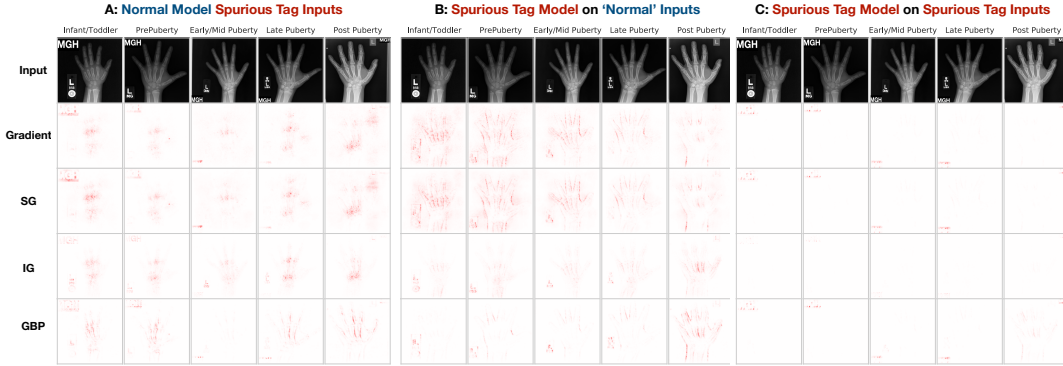 A: Normal Model Spurious Tag Inputs
B: Spurious Tag Model on ‘Normal’ Inputs
C: Spurious Tag Model on Spurious Tag Inputs
Infant/Toddler PrePuberty Early/Mid Puberty Late Puberty Post Puberty
Infant/Toddler PrePuberty Early/Mid Puberty Late Puberty Post Puberty
Infant/Toddler PrePuberty Early/Mid Puberty Late Puberty Post Puberty
Input
MGH MGH MGH MGH
L L
MGH MGH
L
MGH MGH
L L
MGH MGH
Gradient
SG
IG
GBP